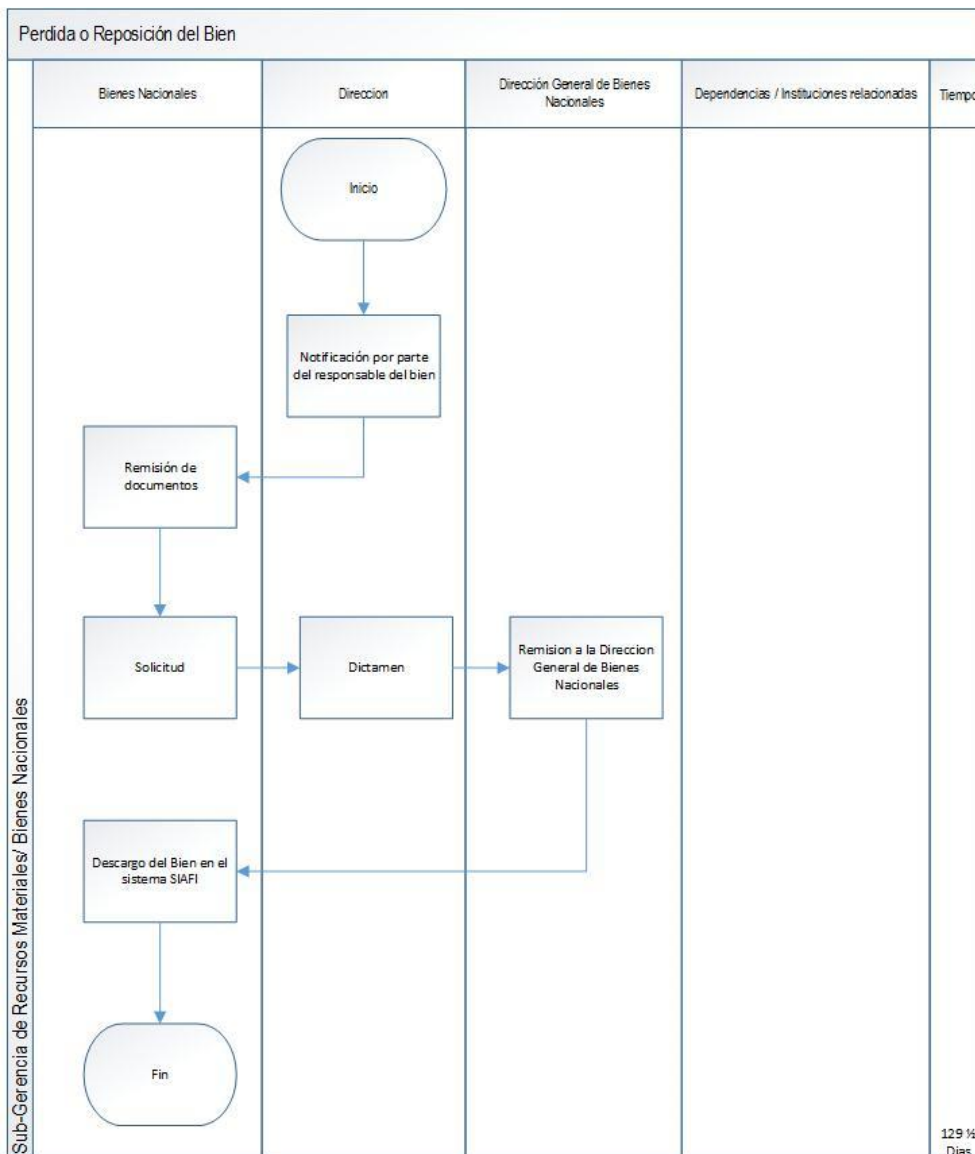 Perdida o Reposición del Bien
Bienes Nacionales
Direccion
Dirección General de Bienes
Nacionales
Dependencias / Instituciones relacionadas
Tiempo
Inicio
Notificación por parte
del responsable del bien
Remisión de
documentos
Solicitud
Dictamen
Remision a la Direccion
General de Bienes
Nacionales
Descargo del Bien en el
sistema SIAFI
Fin
Sub-Gerencia de Recursos Materiales/ Bienes Nacionales
129 ½
Dias